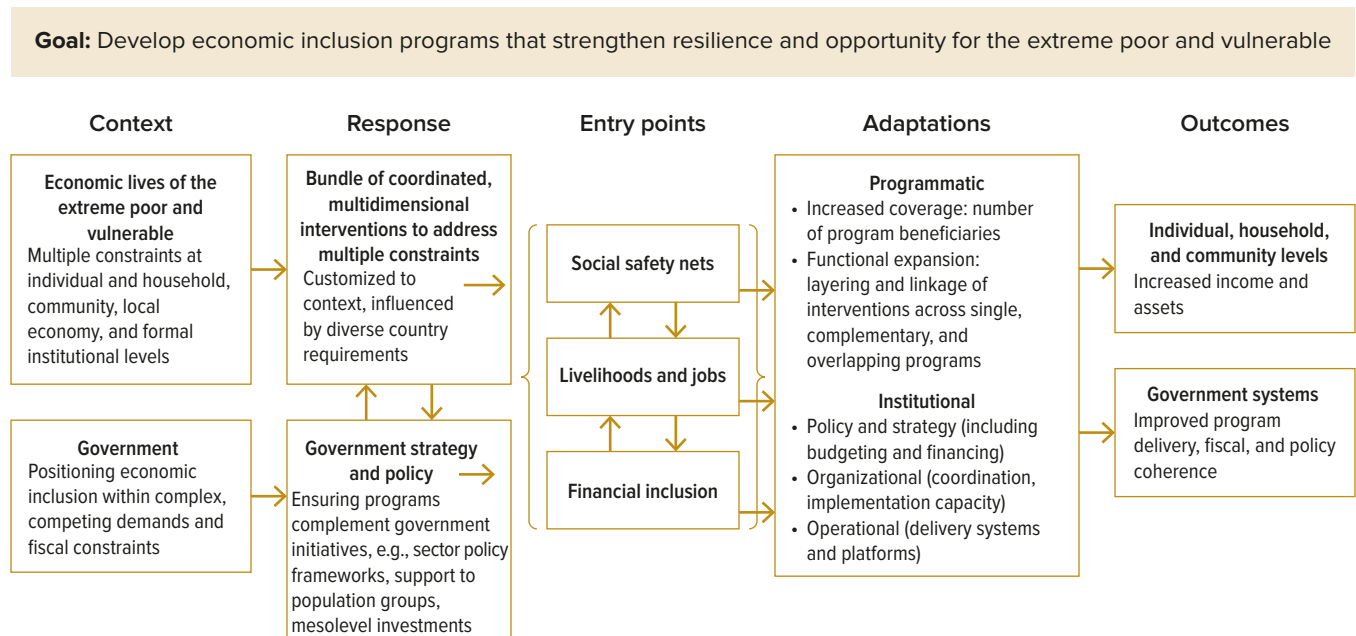 Goal: Develop economic inclusion programs that strengthen resilience and opportunity for the extreme poor and vulnerable
Context
Response
Entry points
Adaptations
Outcomes
Economic lives of the
extreme poor and
vulnerable
Multiple constraints at
individual and household,
community, local
economy, and formal
institutional levels
Government
Positioning economic
inclusion within complex,
competing demands and
fiscal constraints
Bundle of coordinated,
multidimensional
interventions to address
multiple constraints
Customized to
context, influenced
by diverse country
requirements
Government strategy
and policy
Ensuring programs
complement government
initiatives, e.g., sector policy
frameworks, support to
population groups,
mesolevel investments
Social safety nets
Livelihoods and jobs
Financial inclusion
Programmatic
• Increased coverage: number
of program beneficiaries
• Functional expansion:
layering and linkage of
interventions across single,
complementary, and
overlapping programs
Institutional
• Policy and strategy (including
budgeting and financing)
• Organizational (coordination,
implementation capacity)
• Operational (delivery systems
and platforms)
Individual, household,
and community levels
Increased income and
assets
Government systems
Improved program
delivery, fiscal, and policy
coherence